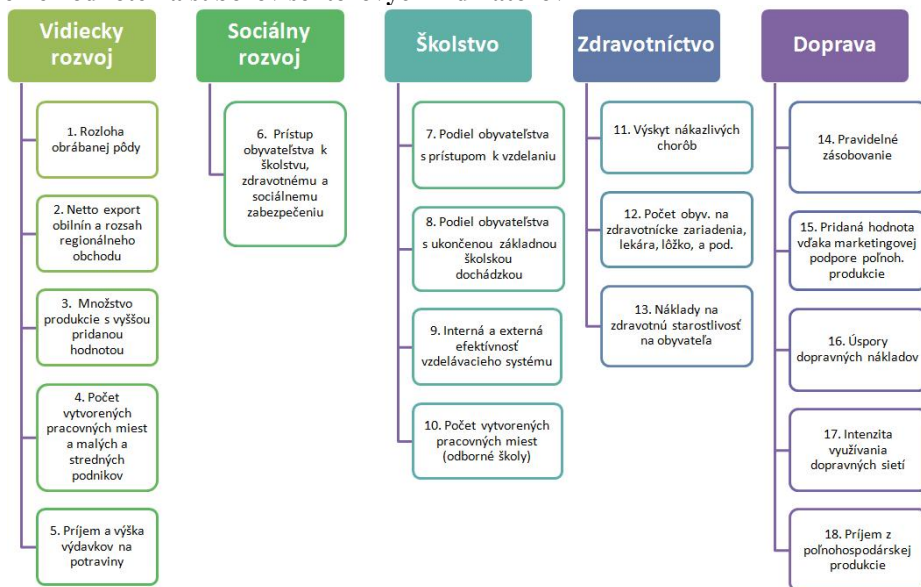 Vidiecky
rozvoj
1. Rozloha
obrábanej pôdy
2. Netto export
obilnín a rozsah
regionálneho
obchodu
3. Množstvo
produkcie s vyššou
pridanou
hodnotou
4. Počet
vytvorených
pracovných miest
a malých a
stredných
podnikov
5. Príjem a výška
výdavkov na
potraviny
Sociálny
rozvoj
6. Prístup
obyvateľstva k
školstvu,
zdravotnému a
sociálnemu
zabezpečeniu
Školstvo
7. Podiel obyvateľstva
s prístupom k vzdelaniu
8. Podiel obyvateľstva
s ukončenou základnou
školskou
dochádzkou
9. Interná a externá
efektívnosť
vzdelávacieho systému
10. Počet vytvorených
pracovných miest
(odborné školy)
Zdravotníctvo
11. Výskyt nákazlivých
chorôb
12. Počet obyv. na
zdravotnícke zariadenia,
lekára, lôžko, a pod.
13. Náklady na
zdravotnú starostlivosť
na obyvateľa
Doprava
14. Pravidelné
zásobovanie
15. Pridaná hodnota
vďaka marketingovej
podpore poľnoh.
produkcie
16. Úspory
dopravných nákladov
17. Intenzita
využívania
dopravných sietí
18. Príjem z
poľnohospodárskej
produkcie